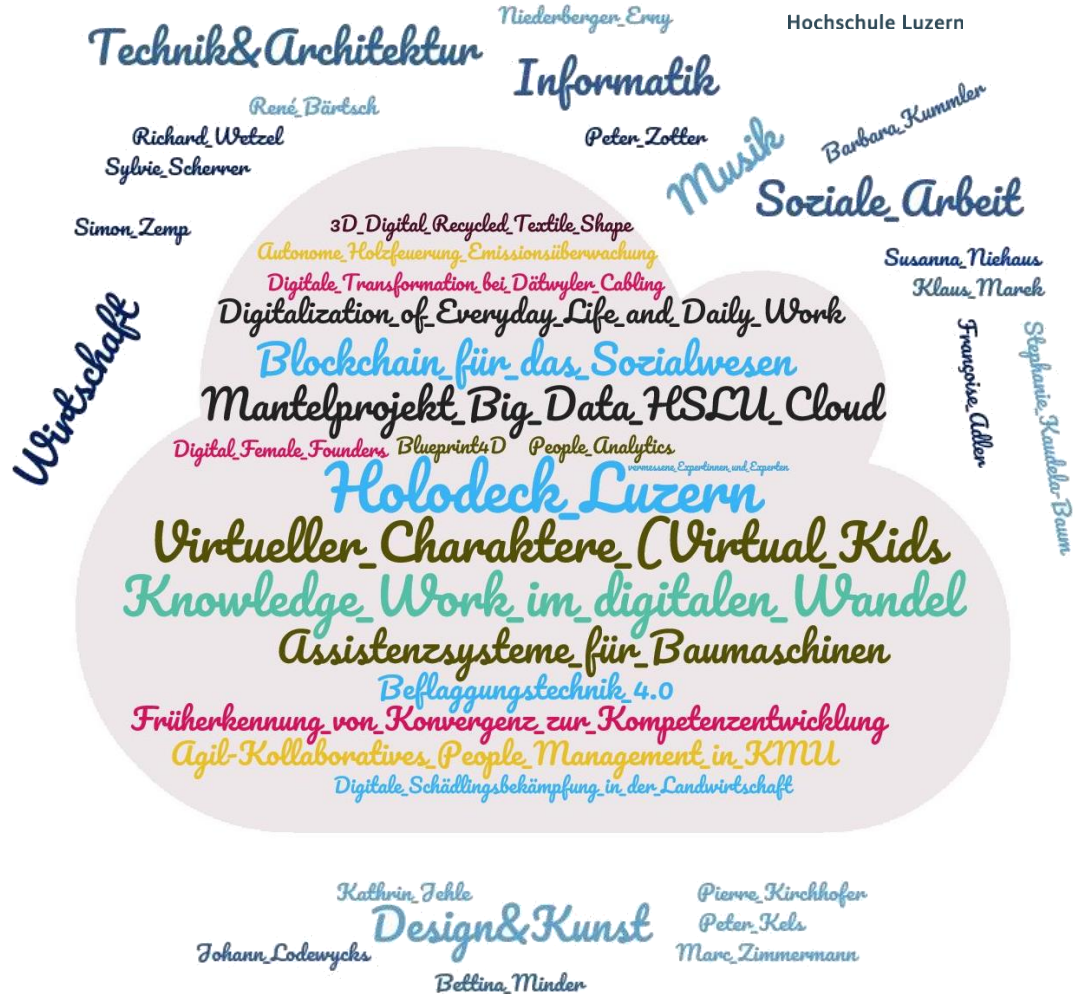 Niederberger_Erny
Hochschule Luzern
Technik&Architektur
Informatik
René_Bärtsch
Barbara_Kummler
Richard_Wetzel
Peter_Zotter
Musik
Sylvie_Scherrer
Soziale_Arbeit
Simon_Zemp
3D_Digital_Recycled_Textile_Shape
Autonome_Holzfeuerung_Emissionsüberwachung
Susanna_Niehaus
Digitale_Transformation_bei_Dätwyler_Cabling
Klaus_Marek
Digitalization_of_Everyday_Life_and_Daily_Work
Wirtschaft
Blockchain_für_das_Sozialwesen
Françoise_Adler
Stephanie_Kaudela-Baum
Mantelprojekt_Big_Data_HSLU_Cloud
Digital_Female_Founders Blueprint4D People_Analytics
vermessene_Expertinnen_und_Experten
Holodeck_Luzern
Virtueller_Charaktere_(Virtual_Kids
Knowledge_Work_im_digitalen_Wandel
Assistenzsysteme_für_Baumaschinen
Beflaggungstechnik_4.0
Früherkennung_von_Konvergenz_zur_Kompetenzentwicklung
Agil-Kollaboratives_People_Management_in_KMU
Digitale_Schädlingsbekämpfung_in_der_Landwirtschaft
Kathrin_Jehle
Pierre_Kirchhofer
Design&Kunst
Peter_Kels
Johann_Lodewycks
Marc_Zimmermann
Bettina_Minder